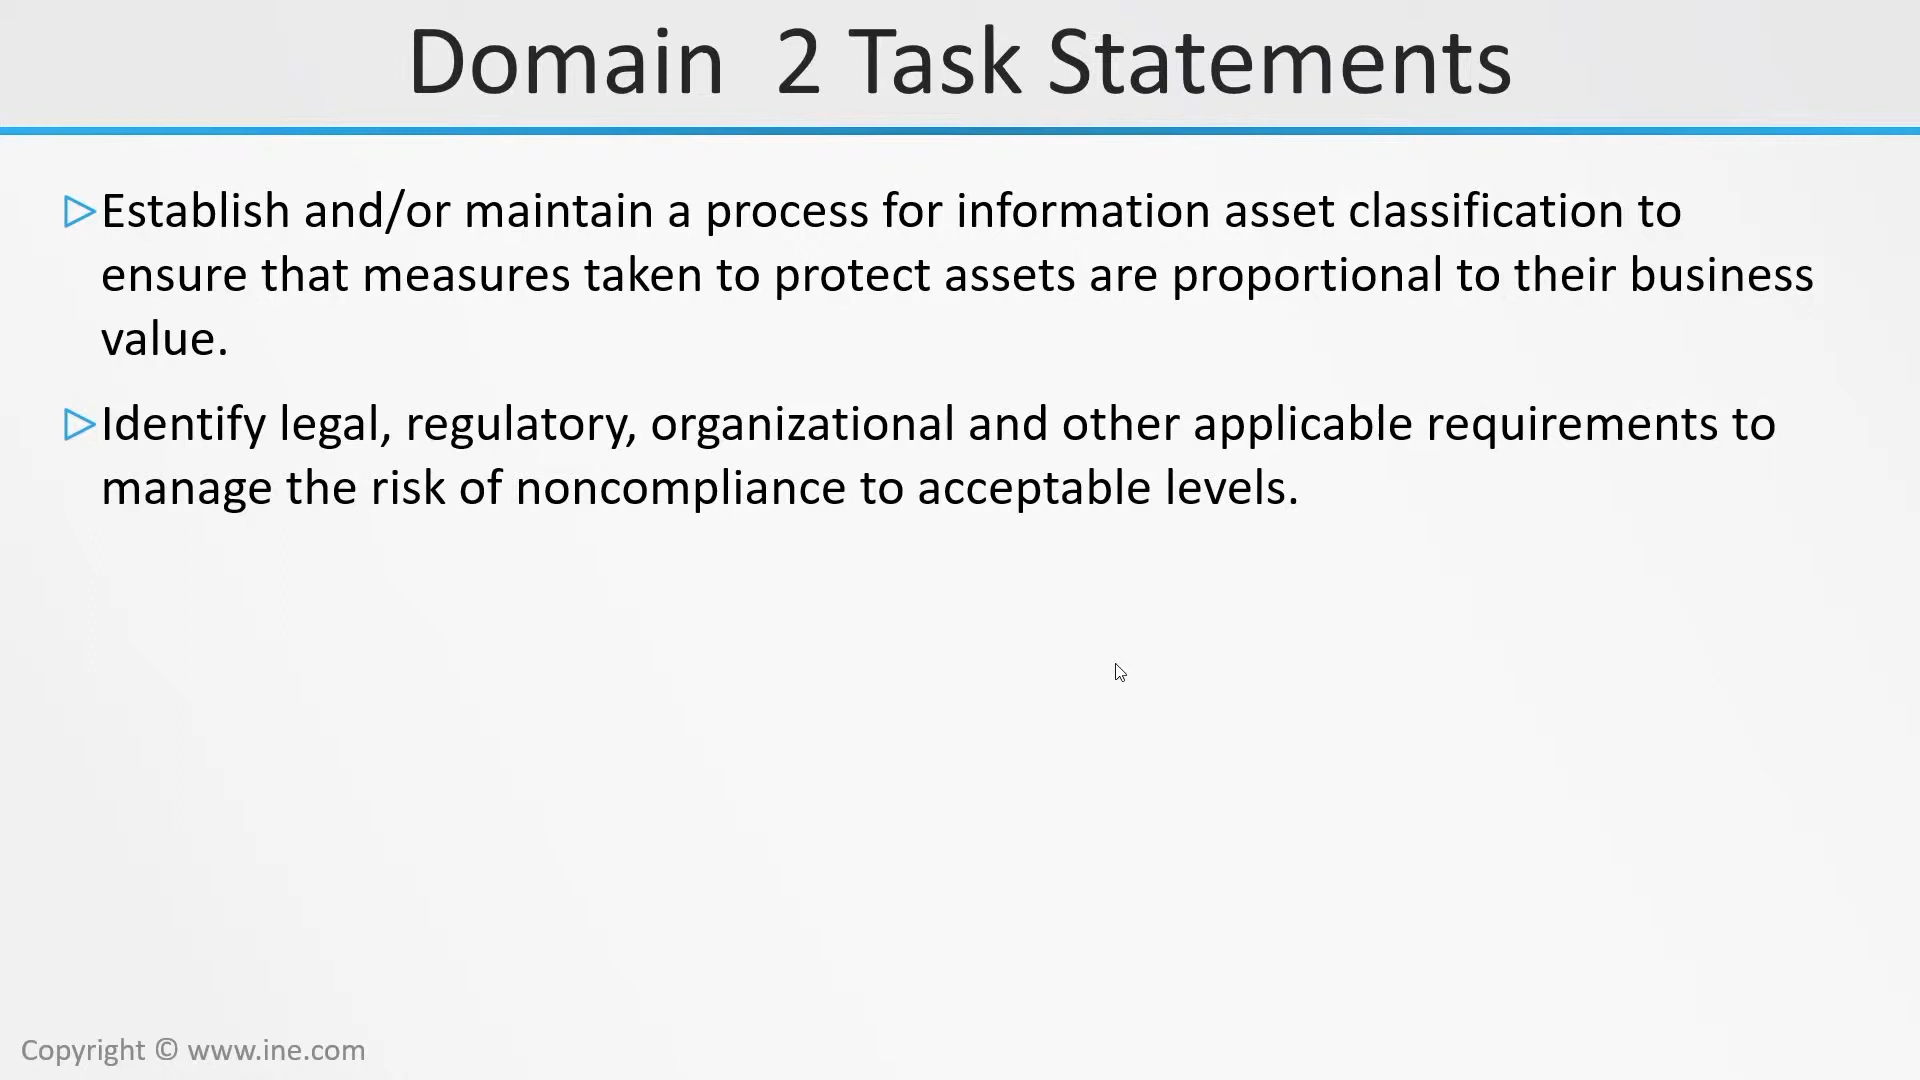 Domain  2 Task Statements
Establish and/or maintain a process for information asset classification to
ensure that measures taken to protect assets are proportional to their business
value.
Identify legal, regulatory, organizational and other applicable requirements to
manage the risk of noncompliance to acceptable levels.
Copyright © www.ine.com